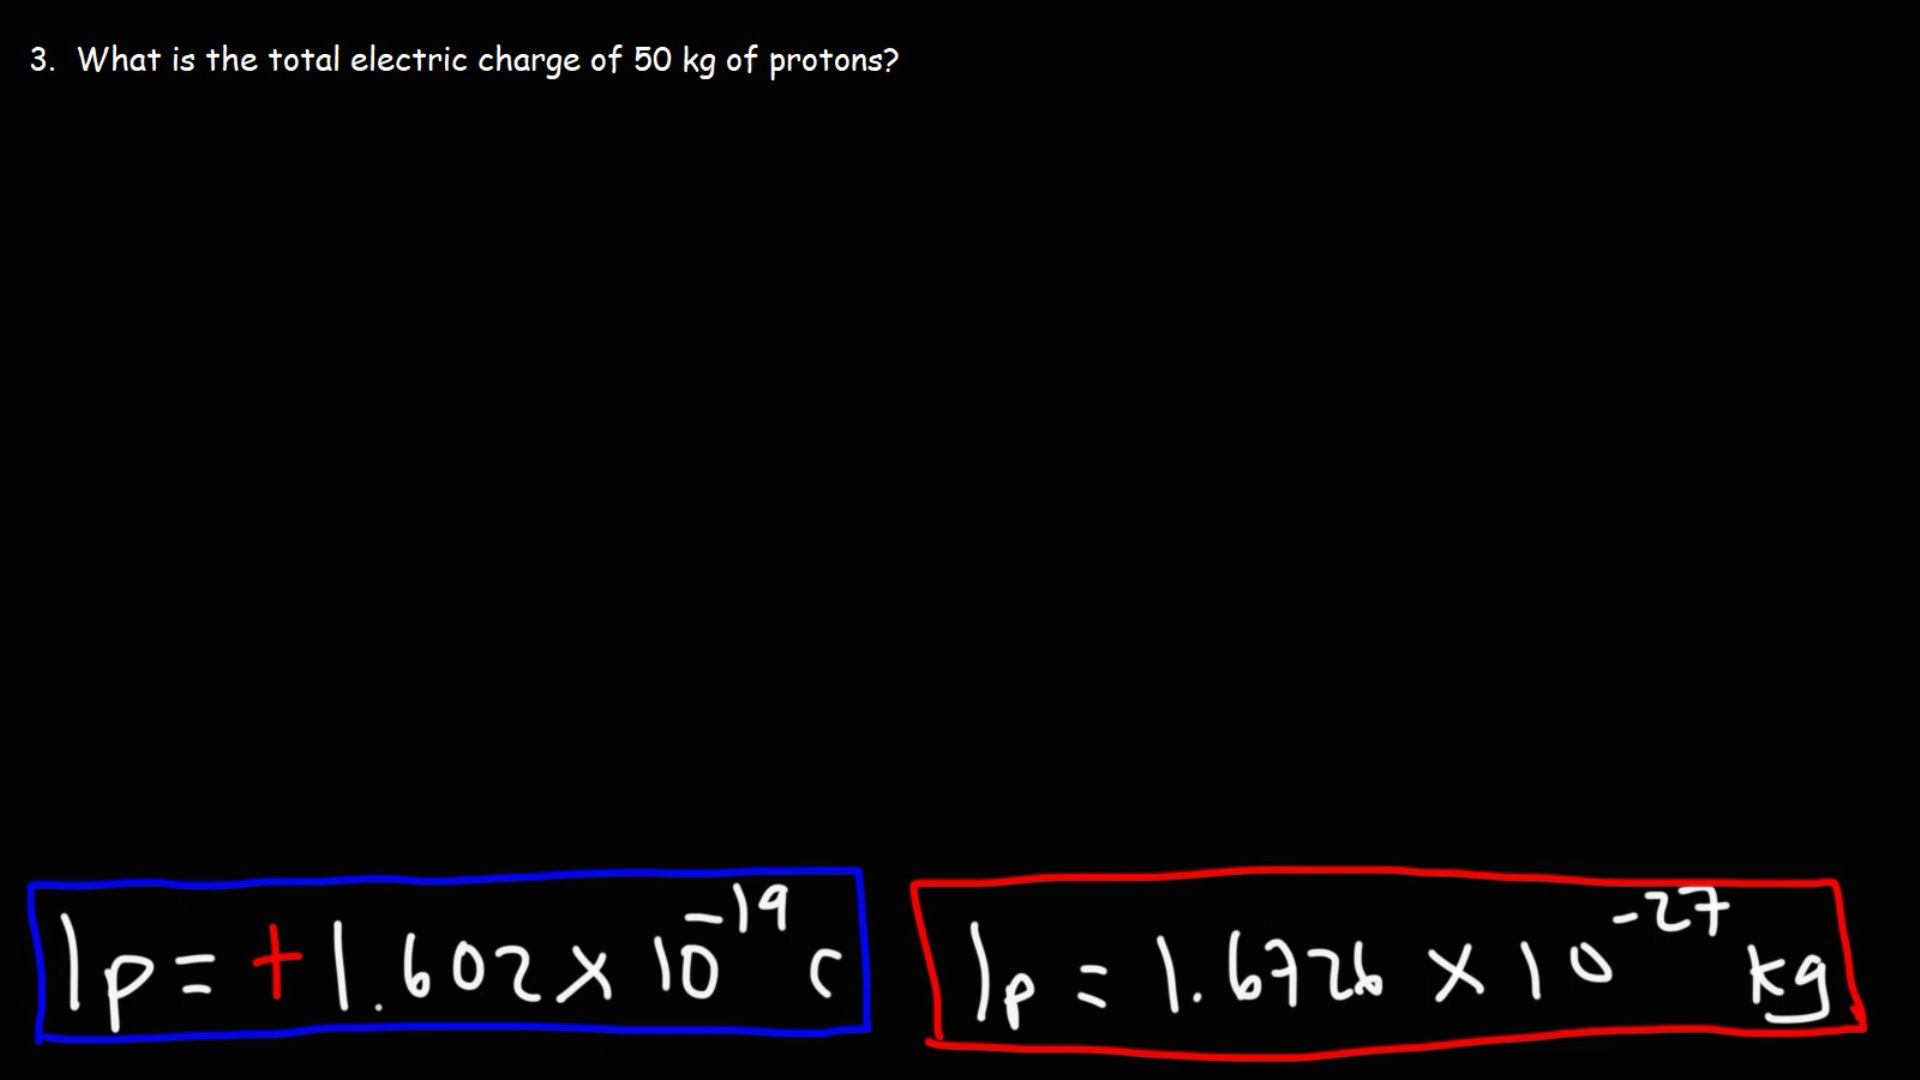 3. What is the total electric charge of 50 kg of protons?
1p = +1.602 x 10^-19 C
1p = 1.6726 x 10^-27 kg